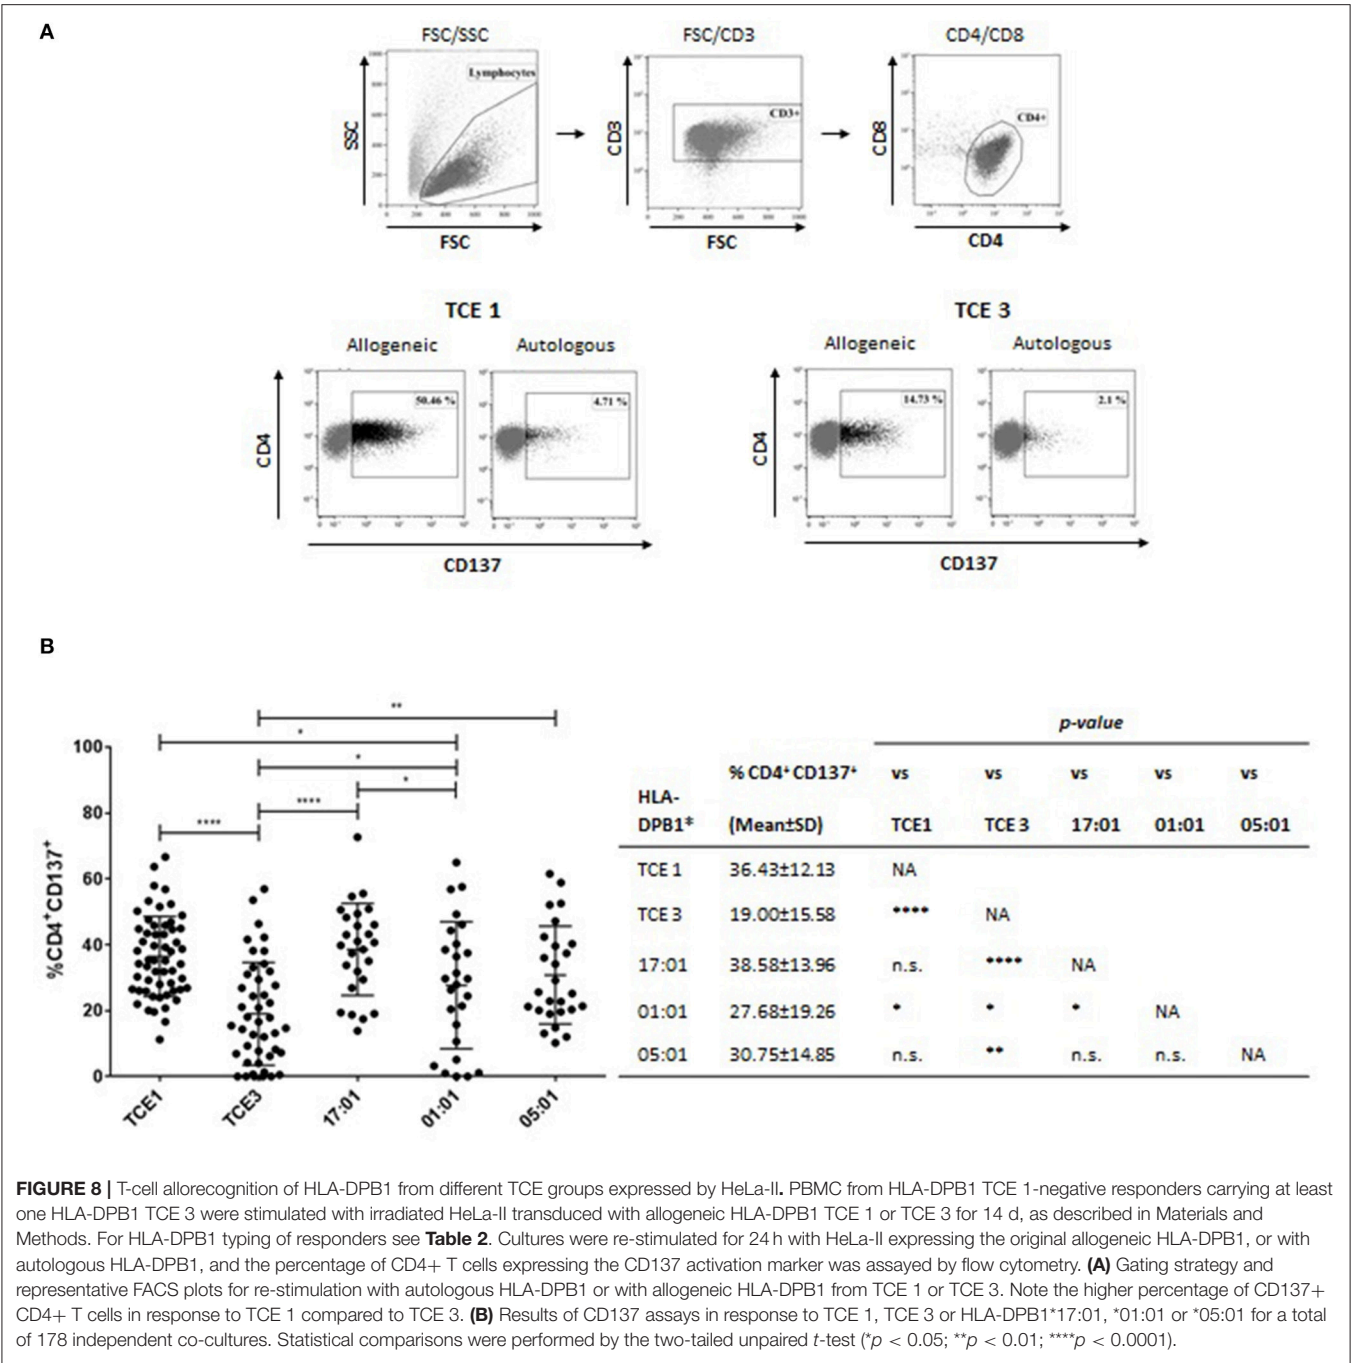 A
FSC/SSC
FSC/CD3
CD4/CD8
Lymphocytes
CD3+
CD4+
SSC
CD3
CD8
FSC
FSC
CD4
TCE 1
TCE 3
Allogeneic
Autologous
Allogeneic
Autologous
50.46 %
4.71 %
14.73 %
2.1 %
CD4
CD4
CD137
CD137
B
**
*
*
*
****
****
100
80
60
40
20
0
%CD4+CD137+
TCE1
TCE3
17:01
01:01
05:01
p-value
% CD4+ CD137+ vs vs vs vs vs
HLA-
DPB1* (Mean±SD) TCE1 TCE 3 17:01 01:01 05:01
TCE 1 36.43±12.13 NA
TCE 3 19.00±15.58 **** NA
17:01 38.58±13.96 n.s. **** NA
01:01 27.68±19.26 * * * NA
05:01 30.75±14.85 n.s. ** n.s. n.s. NA
FIGURE 8 | T-cell allorecognition of HLA-DPB1 from different TCE groups expressed by HeLa-II. PBMC from HLA-DPB1 TCE 1-negative responders carrying at least
one HLA-DPB1 TCE 3 were stimulated with irradiated HeLa-II transduced with allogeneic HLA-DPB1 TCE 1 or TCE 3 for 14 d, as described in Materials and
Methods. For HLA-DPB1 typing of responders see Table 2. Cultures were re-stimulated for 24 h with HeLa-II expressing the original allogeneic HLA-DPB1, or with
autologous HLA-DPB1, and the percentage of CD4+ T cells expressing the CD137 activation marker was assayed by flow cytometry. (A) Gating strategy and
representative FACS plots for re-stimulation with autologous HLA-DPB1 or with allogeneic HLA-DPB1 from TCE 1 or TCE 3. Note the higher percentage of CD137+
CD4+ T cells in response to TCE 1 compared to TCE 3. (B) Results of CD137 assays in response to TCE 1, TCE 3 or HLA-DPB1*17:01, *01:01 or *05:01 for a total
of 178 independent co-cultures. Statistical comparisons were performed by the two-tailed unpaired t-test (*p < 0.05; **p < 0.01; ****p < 0.0001).